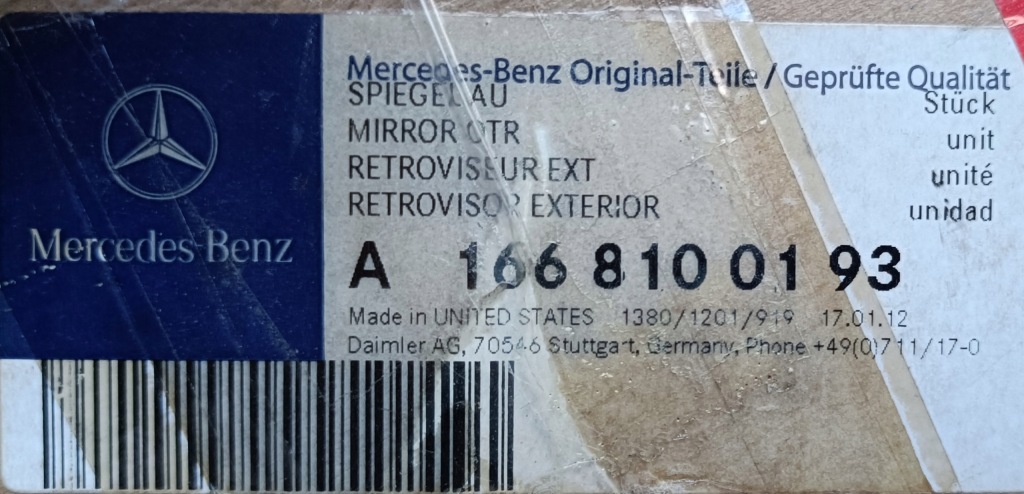 Mercedes-Benz
Mercedes-Benz Original-Teile / Geprüfte Qualität
SPIEGEL AU
MIRROR OTR
RETROVISEUR EXT
RETROVISOR EXTERIOR
Stück
unit
unité
unidad
A 166 810 01 93
Made in UNITED STATES 1380/1201/919 17.01.12
Daimler AG, 70546 Stuttgart, Germany, Phone +49(0)711/17-0